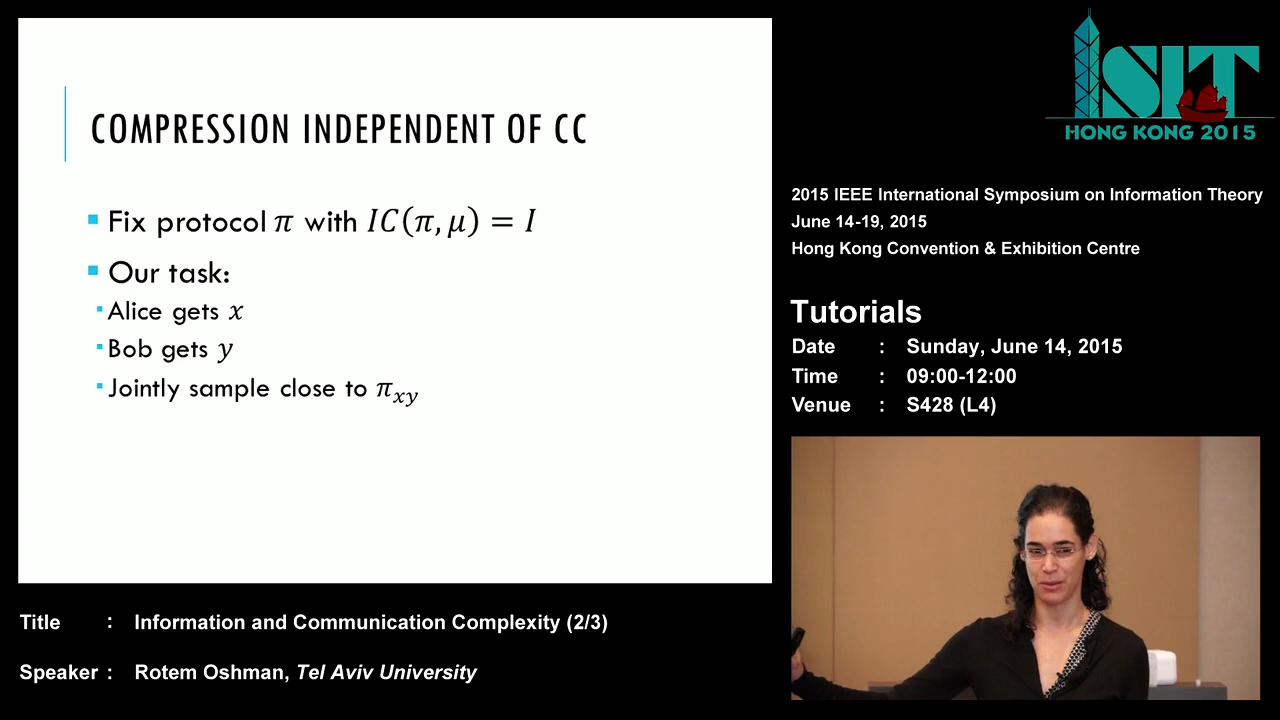 COMPRESSION INDEPENDENT OF CC
Fix protocol π with IC(π, μ) = I
Our task:
Alice gets x
Bob gets y
Jointly sample close to π_xy
ISIT
HONG KONG 2015
2015 IEEE International Symposium on Information Theory
June 14-19, 2015
Hong Kong Convention & Exhibition Centre
Tutorials
Date : Sunday, June 14, 2015
Time : 09:00-12:00
Venue : S428 (L4)
Title : Information and Communication Complexity (2/3)
Speaker : Rotem Oshman, Tel Aviv University